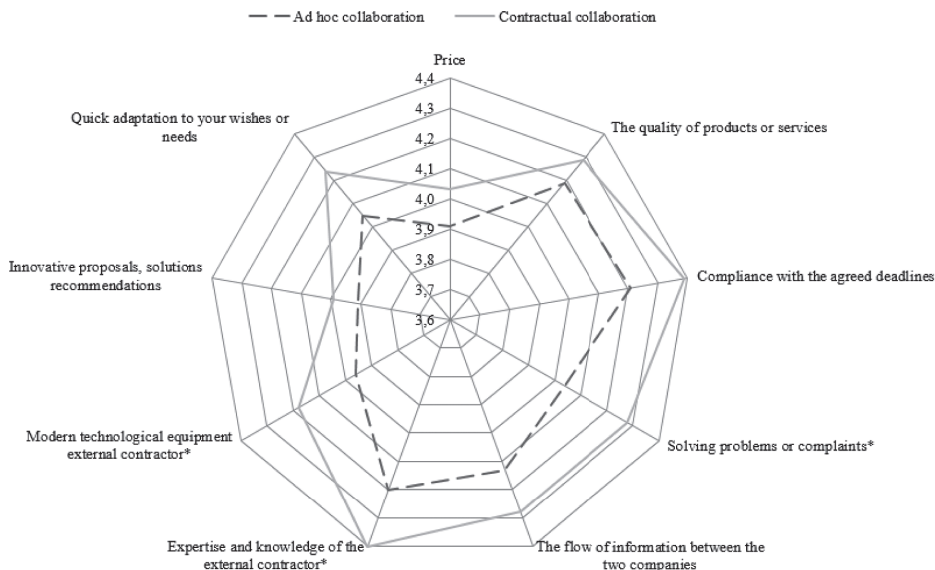 Ad hoc collaboration
Contractual collaboration
Price
4,4
4,3
4,2
4,1
4,0
3,9
3,8
3,7
3,6
The quality of products or services
Compliance with the agreed deadlines
Solving problems or complaints*
The flow of information between the
two companies
Expertise and knowledge of the
external contractor*
Modern technological equipment
external contractor*
Innovative proposals, solutions
recommendations
Quick adaptation to your wishes or
needs